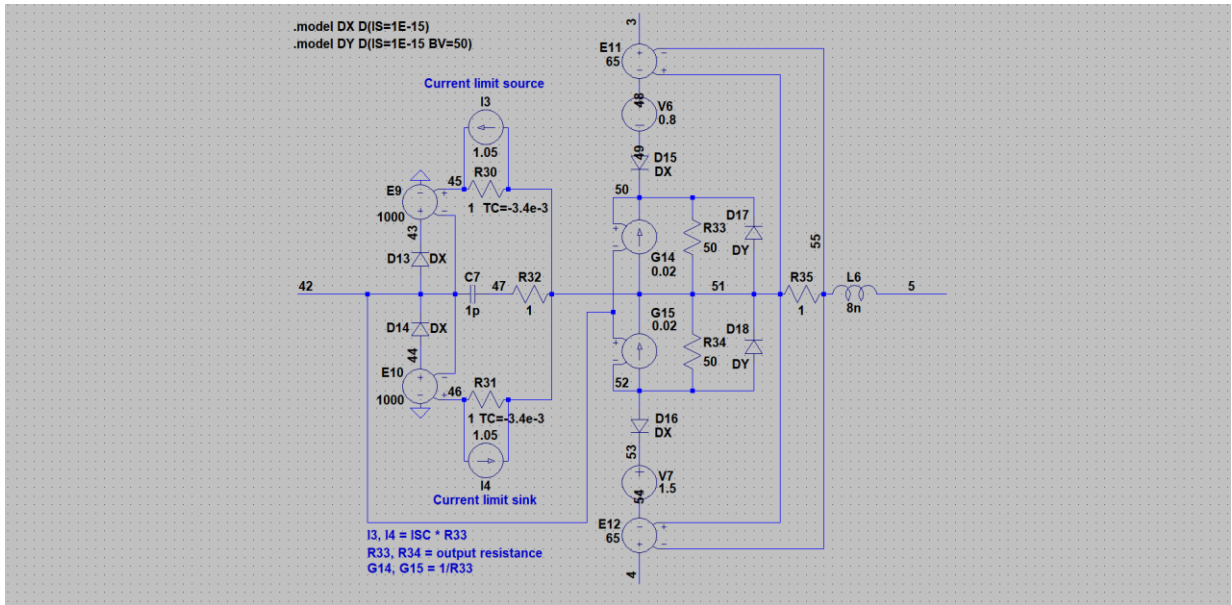 .model DX D(IS=1E-15)
.model DY D(IS=1E-15 BV=50)
3
E11
65
+
−
−
+
Current limit source
48
V6
0.8
−
I3
1.05
49
D15
DX
45
R30
1 TC=-3.4e-3
E9
1000
−
+
+
−
50
D17
DY
R33
50
43
D13
DX
+
−
G14
0.02
55
42
C7
1p
47
R32
1
51
R35
1
L6
8n
5
D14
DX
G15
0.02
+
−
R34
50
D18
DY
44
E10
1000
+
−
−
+
46
R31
1 TC=-3.4e-3
52
1.05
D16
DX
I4
Current limit sink
53
+
V7
1.5
54
I3, I4 = ISC * R33
R33, R34 = output resistance
G14, G15 = 1/R33
E12
65
−
+
+
−
4